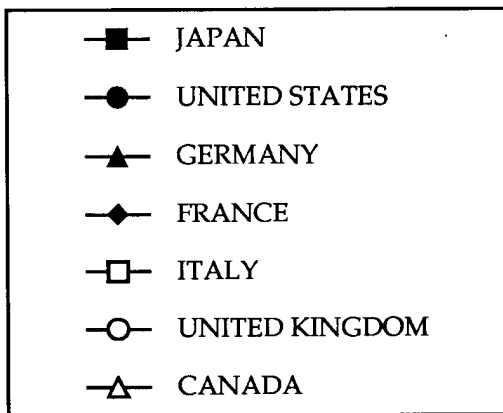 JAPAN
UNITED STATES
GERMANY
FRANCE
ITALY
UNITED KINGDOM
CANADA